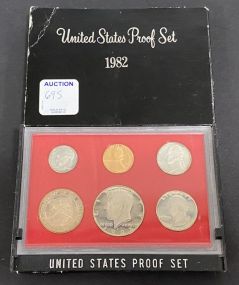 United States Proof Set
1982
AUCTION
695
UNITED STATES PROOF SET